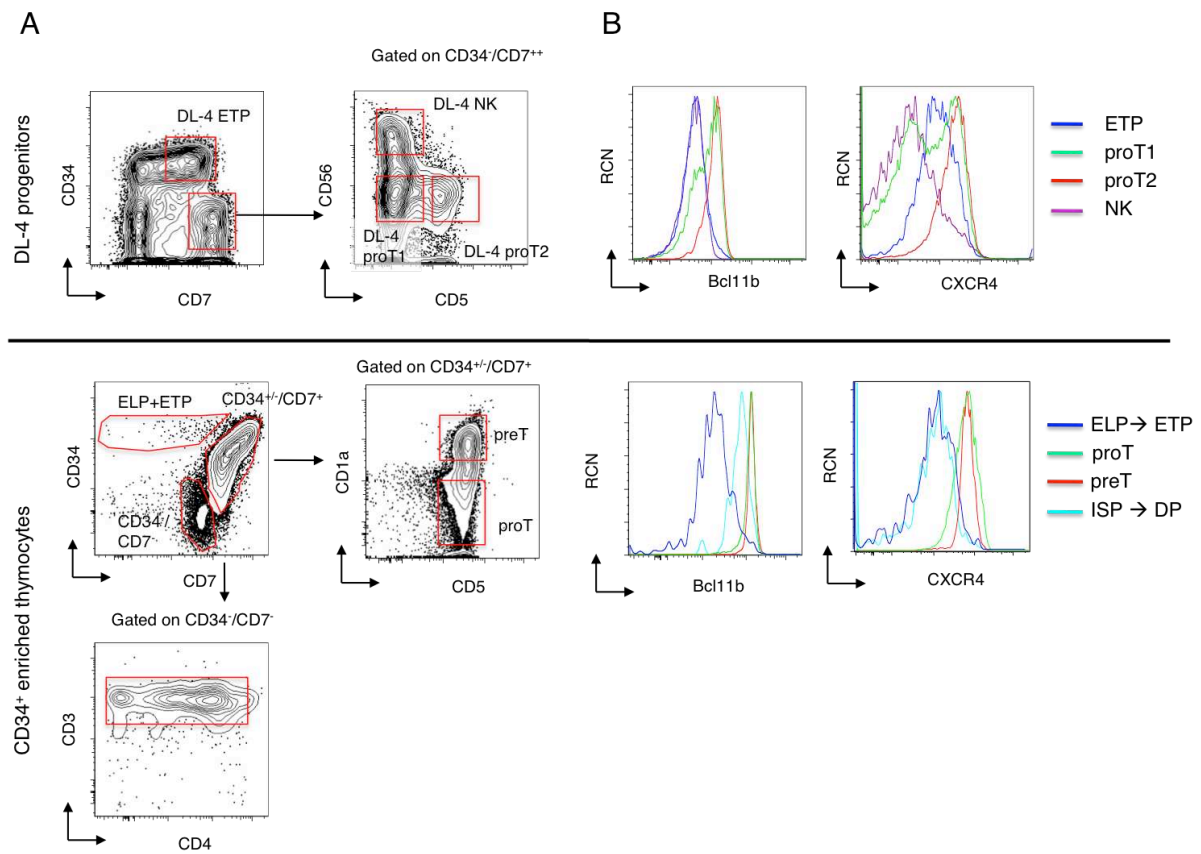 A
B
Gated on CD34-/CD7++
DL-4 progenitors
DL-4 ETP
CD34
CD7
DL-4 NK
CD56
DL-4
proT1
DL-4 proT2
CD5
RCN
Bcl11b
RCN
CXCR4
ETP
proT1
proT2
NK
CD34+ enriched thymocytes
ELP+ETP
CD34+/-/CD7+
CD34
CD34-/
CD7-
CD7
Gated on CD34+/-/CD7+
CD1a
preT
proT
CD5
RCN
Bcl11b
RCN
CXCR4
ELP→ ETP
proT
preT
ISP → DP
Gated on CD34-/CD7-
CD3
CD4